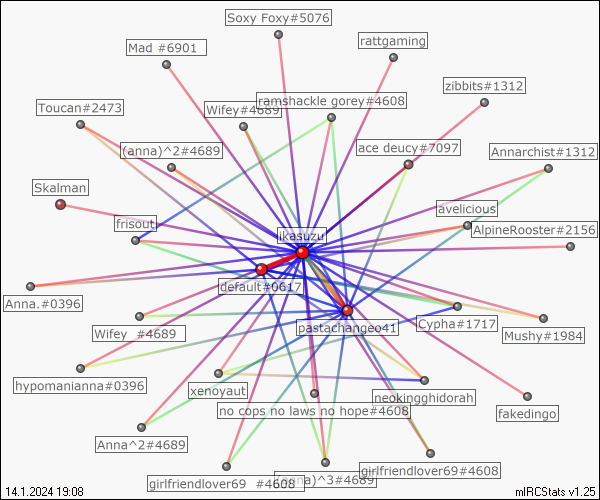 Soxy Foxy#5076
rattgaming
Mad #6901
zibbits#1312
ramshackle gorey#4608
Toucan#2473
Wifey#4689
ace deucy#7097
(anna)^2#4689
Annarchist#1312
Skalman
avelicious
frisout
AlpineRooster#2156
ikasuzu
default#0617
Anna.#0396
pastachangeo41
Cypha#1717
Wifey #4689
Mushy#1984
hypomanianna#0396
xenoyaut
neokingghidorah
no cops no laws no hope#4608
fakedingo
Anna^2#4689
girlfriendlover69#4608
(anna)^3#4689
girlfriendlover69 #4608
14.1.2024 19:08
mIRCStats v1.25